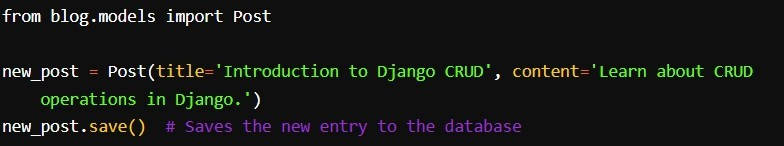 from blog.models import Post
new_post = Post(title='Introduction to Django CRUD', content='Learn about CRUD
operations in Django.')
new_post.save()  # Saves the new entry to the database